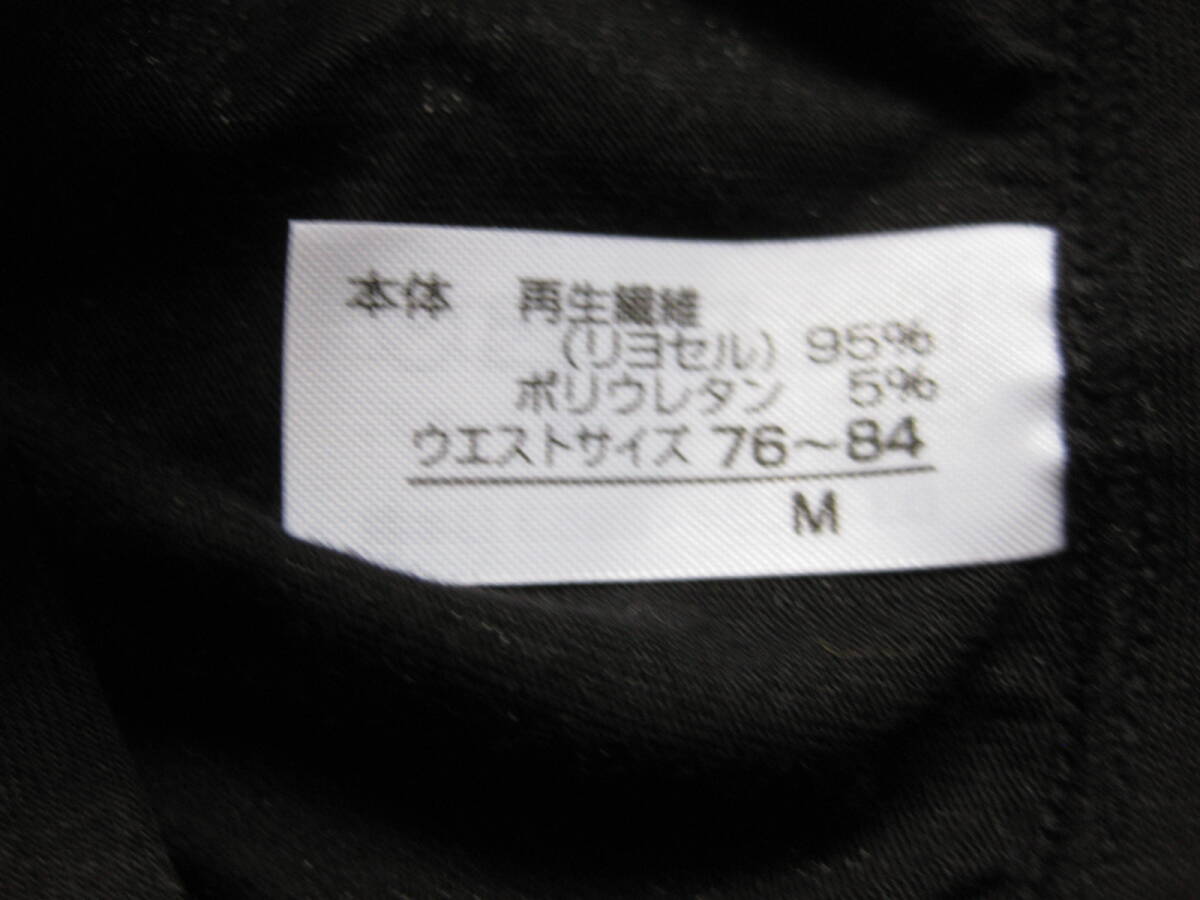 本体 再生繊維
(リヨセル) 95%
ポリウレタン 5%
ウエストサイズ 76～84
M